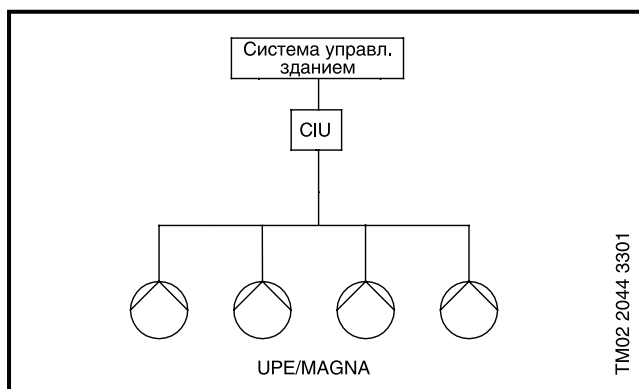 Система управл.
зданием
CIU
UPE/MAGNA
TM02 2044 3301